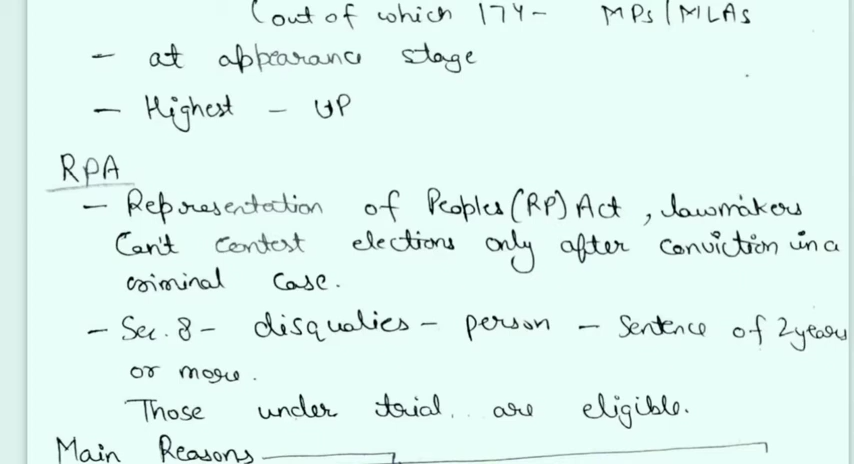 (out of which 174- MPs/MLAs
- at appearance stage
- Highest - UP
RPA
- Representation of Peoples (RP) Act, lawmakers
Can't contest elections only after conviction in a
criminal case.
- Sec. 8 - disqualies - person - Sentence of 2 years
or more.
Those under trial.. are eligible.
Main Reasons